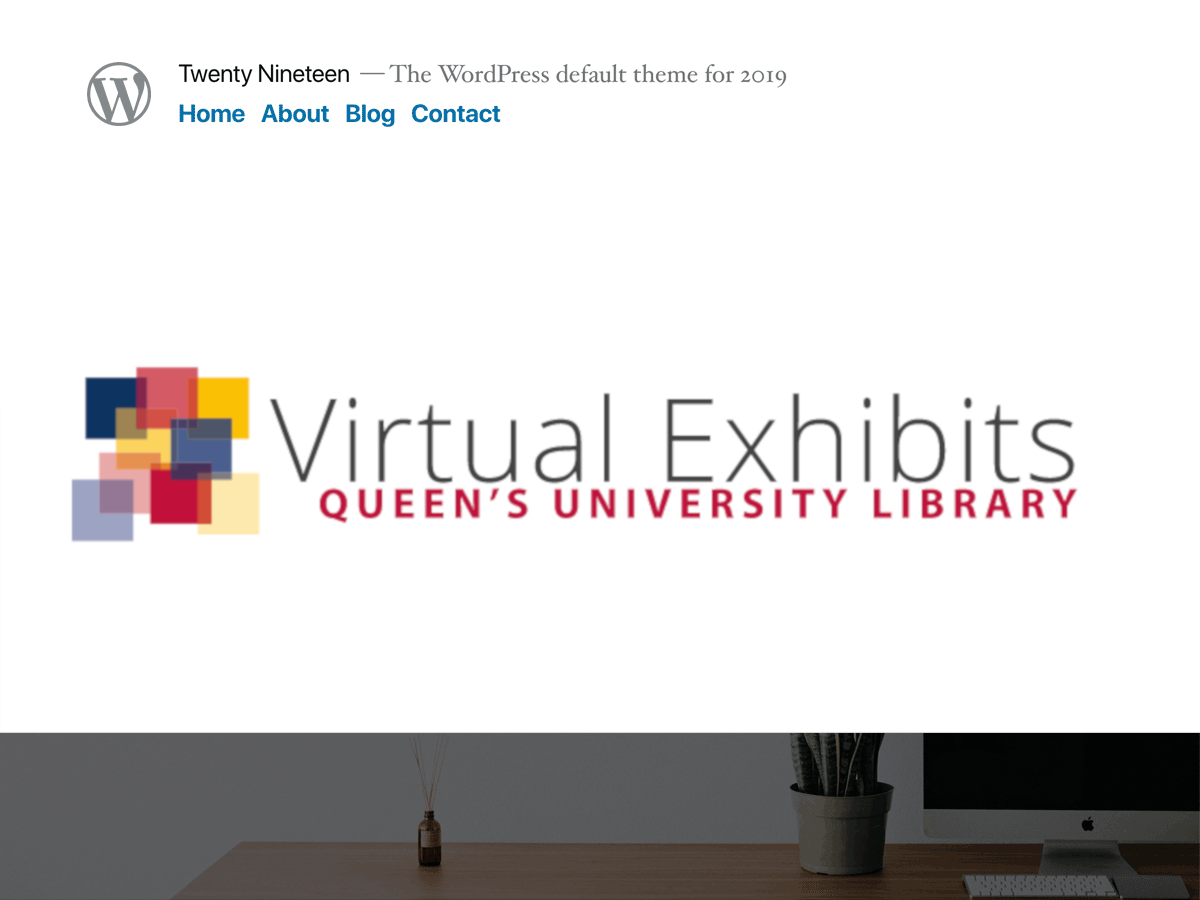 Twenty Nineteen — The WordPress default theme for 2019
Home About Blog Contact
Virtual Exhibits
QUEEN'S UNIVERSITY LIBRARY